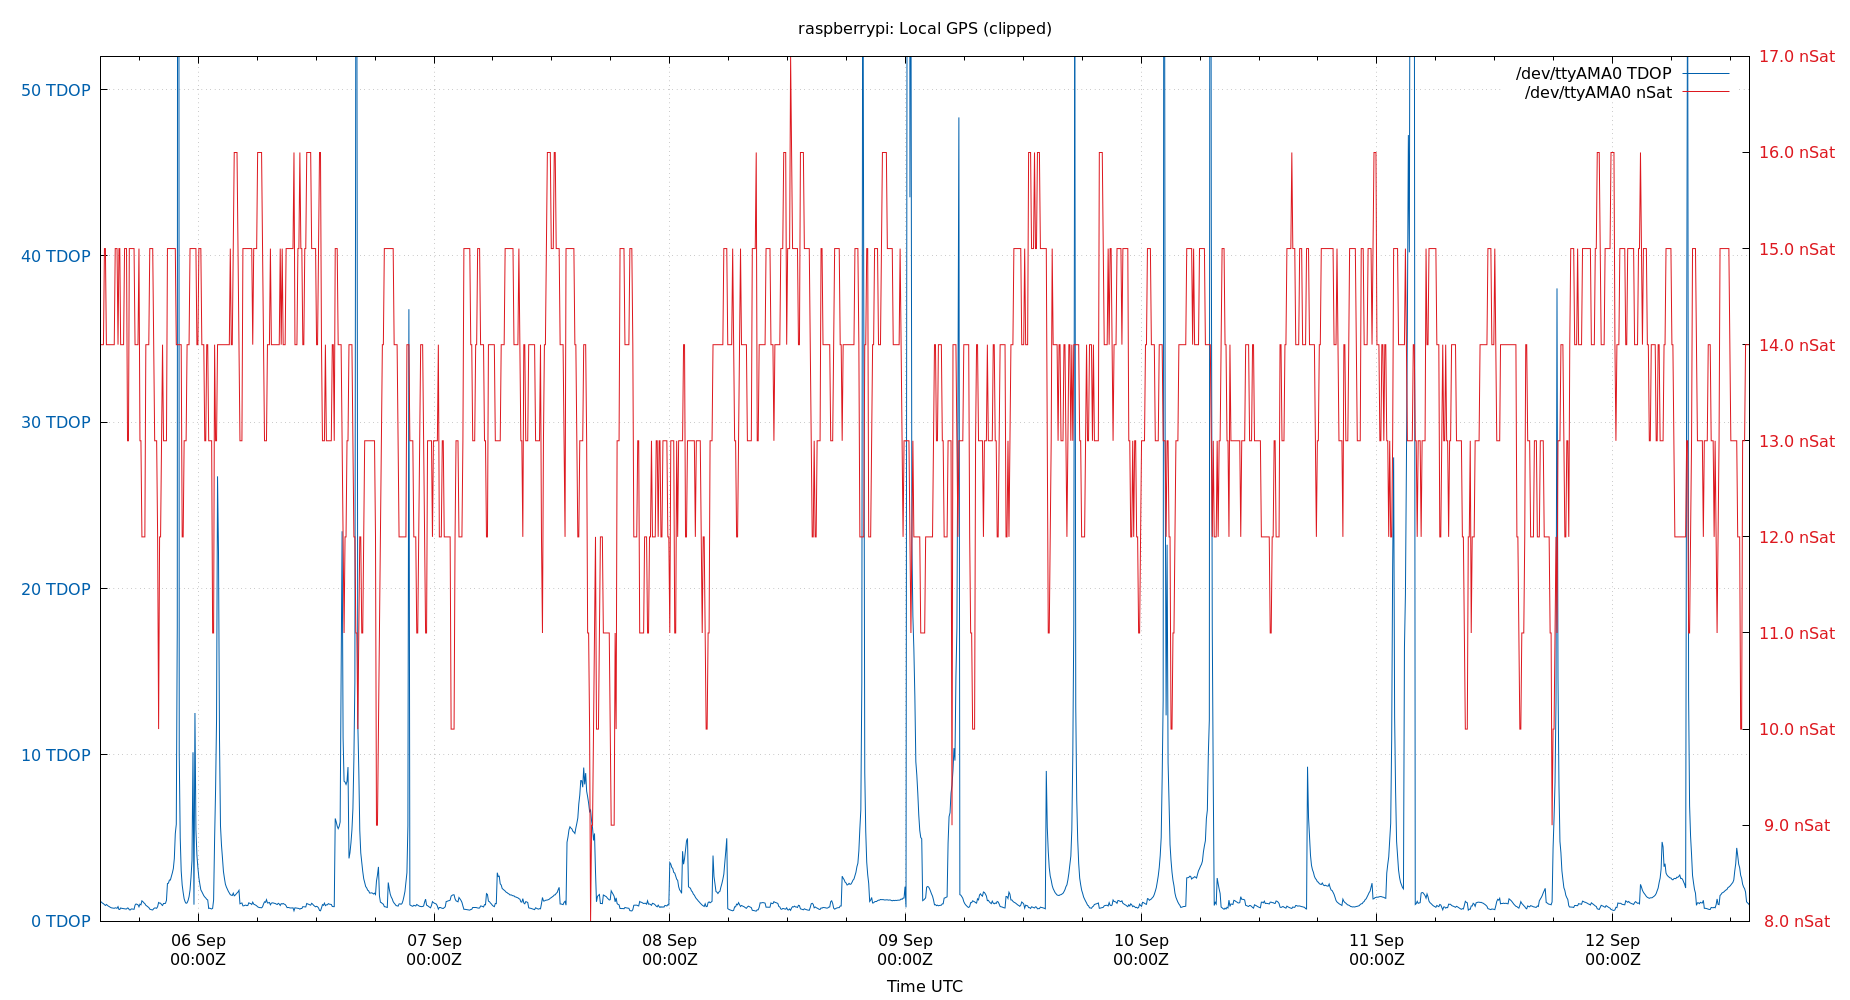 raspberrypi: Local GPS (clipped)
/dev/ttyAMA0 TDOP
/dev/ttyAMA0 nSat
50 TDOP
40 TDOP
30 TDOP
20 TDOP
10 TDOP
0 TDOP
17.0 nSat
16.0 nSat
15.0 nSat
14.0 nSat
13.0 nSat
12.0 nSat
11.0 nSat
10.0 nSat
9.0 nSat
8.0 nSat
06 Sep
00:00Z
07 Sep
00:00Z
08 Sep
00:00Z
09 Sep
00:00Z
10 Sep
00:00Z
11 Sep
00:00Z
12 Sep
00:00Z
Time UTC